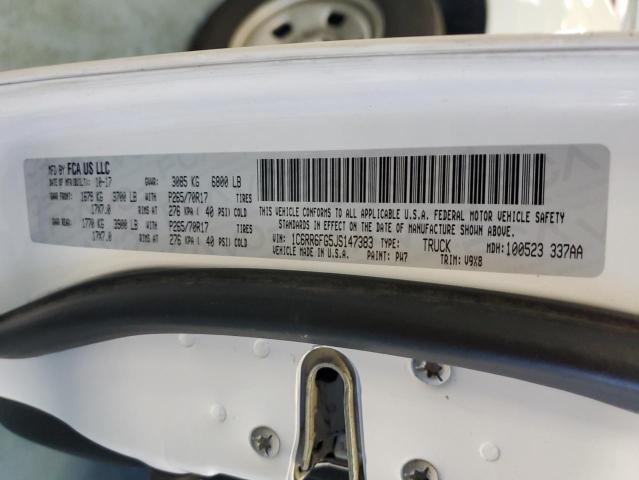 MFD BY FCA US LLC
DATE OF MFR/BUILT: 10-17 GVWR: 3085 KG 6800 LB
GAWR FRONT: 1675 KG 3700 LB WITH P265/70R17 TIRES
17X7.0 RIMS AT 276 KPA ( 40 PSI) COLD
GAWR REAR: 1770 KG 3900 LB WITH P265/70R17 TIRES
17X7.0 RIMS AT 276 KPA ( 40 PSI) COLD
THIS VEHICLE CONFORMS TO ALL APPLICABLE U.S.A. FEDERAL MOTOR VEHICLE SAFETY
STANDARDS IN EFFECT ON THE DATE OF MANUFACTURE SHOWN ABOVE
VIN: 1C6RR6FG5JS147383 TYPE: TRUCK MDH: 100523 337AA
VEHICLE MADE IN U.S.A. PAINT: PW7 TRIM: V9X8